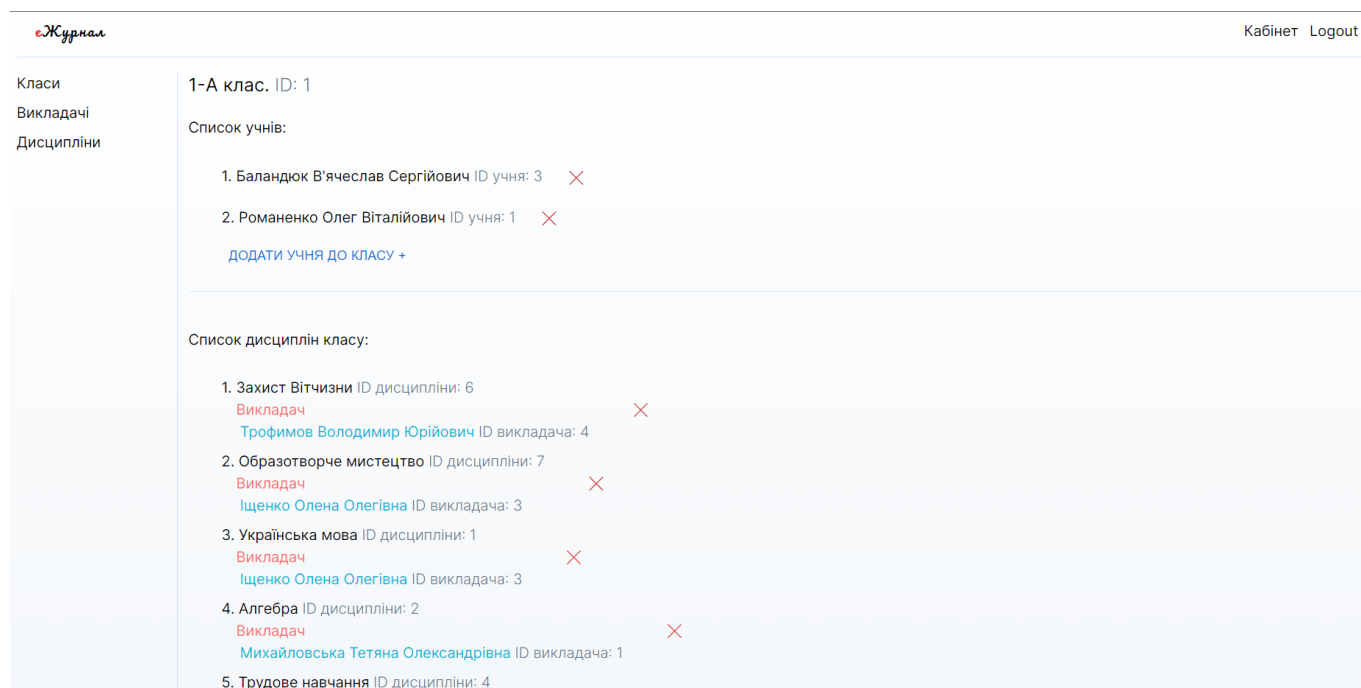 еЖурнал
Кабінет Logout
Класи
Викладачі
Дисципліни
1-А клас. ID: 1
Список учнів:
1. Баландюк В'ячеслав Сергійович ID учня: 3
2. Романенко Олег Віталійович ID учня: 1
ДОДАТИ УЧНЯ ДО КЛАСУ +
Список дисциплін класу:
1. Захист Вітчизни ID дисципліни: 6
Викладач
Трофимов Володимир Юрійович ID викладача: 4
2. Образотворче мистецтво ID дисципліни: 7
Викладач
Іщенко Олена Олегівна ID викладача: 3
3. Українська мова ID дисципліни: 1
Викладач
Іщенко Олена Олегівна ID викладача: 3
4. Алгебра ID дисципліни: 2
Викладач
Михайловська Тетяна Олександрівна ID викладача: 1
5. Трудове навчання ID дисципліни: 4